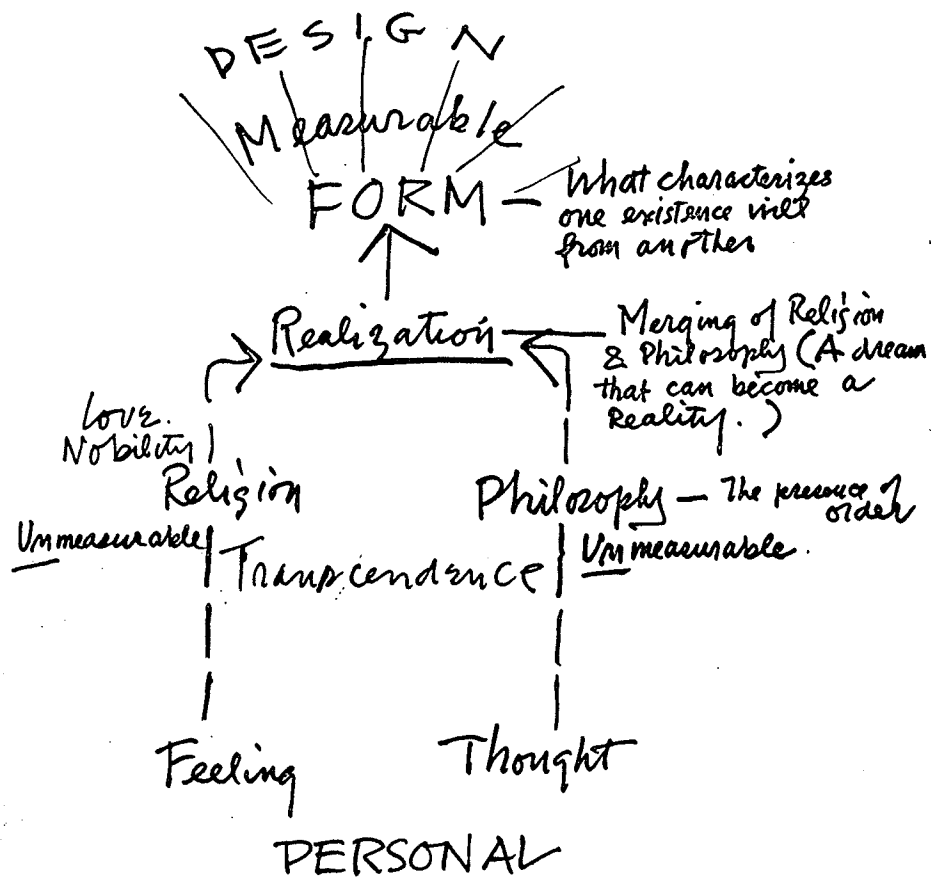 DESIGN
Measurable
FORM — What characterizes
one existence will
from another
Realization — Merging of Religion
& Philosophy (A dream
that can become a
Reality.)
Love.
Nobility
Religion
Philosophy — The presence of
order
Unmeasurable
Unmeasurable.
Transcendence
Feeling
Thought
PERSONAL